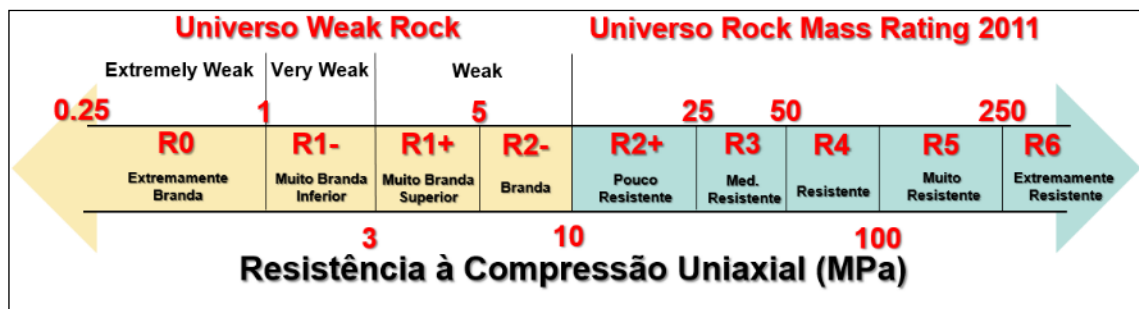 Universo Weak Rock Universo Rock Mass Rating 2011
Extremely Weak Very Weak Weak
0.25 1 5 25 50 250
R0 R1- R1+ R2- R2+ R3 R4 R5 R6
Extremamente Muito Branda Muito Branda Branda Pouco Med. Resistente Muito Extremamente
Branda Inferior Superior Resistente Resistente Resistente Resistente
3 10 100
Resistência à Compressão Uniaxial (MPa)